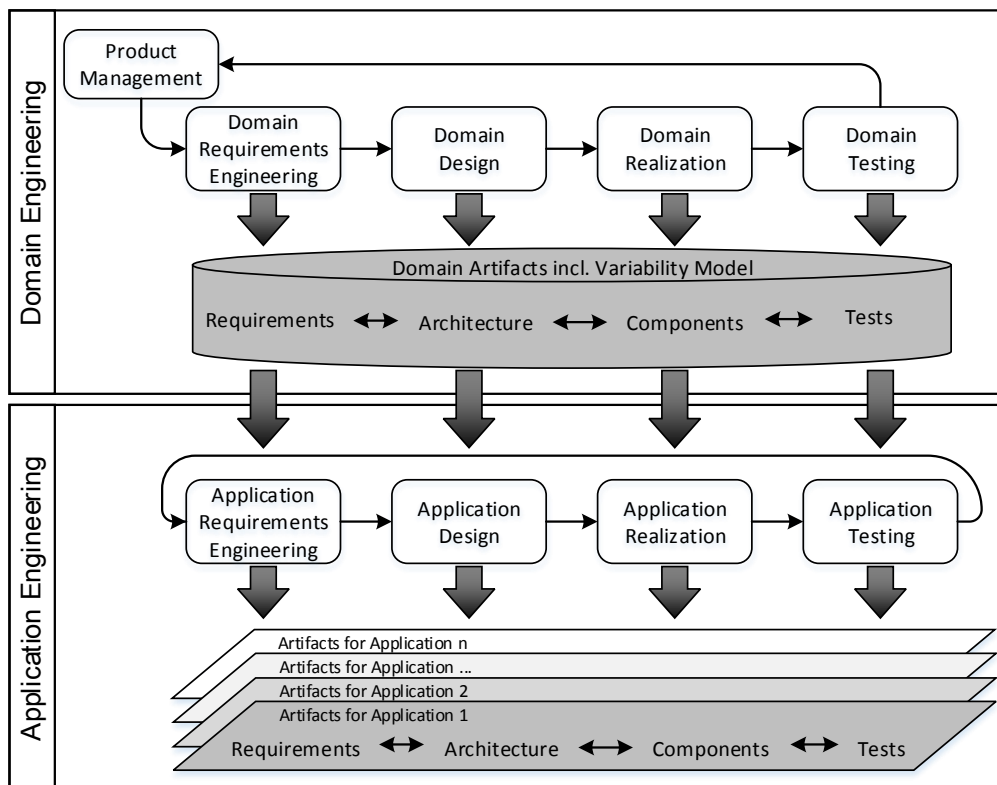 Domain Engineering
Product
Management
Domain
Requirements
Engineering
Domain
Design
Domain
Realization
Domain
Testing
Domain Artifacts incl. Variability Model
Requirements
Architecture
Components
Tests
Application Engineering
Application
Requirements
Engineering
Application
Design
Application
Realization
Application
Testing
Artifacts for Application n
Artifacts for Application ...
Artifacts for Application 2
Artifacts for Application 1
Requirements
Architecture
Components
Tests